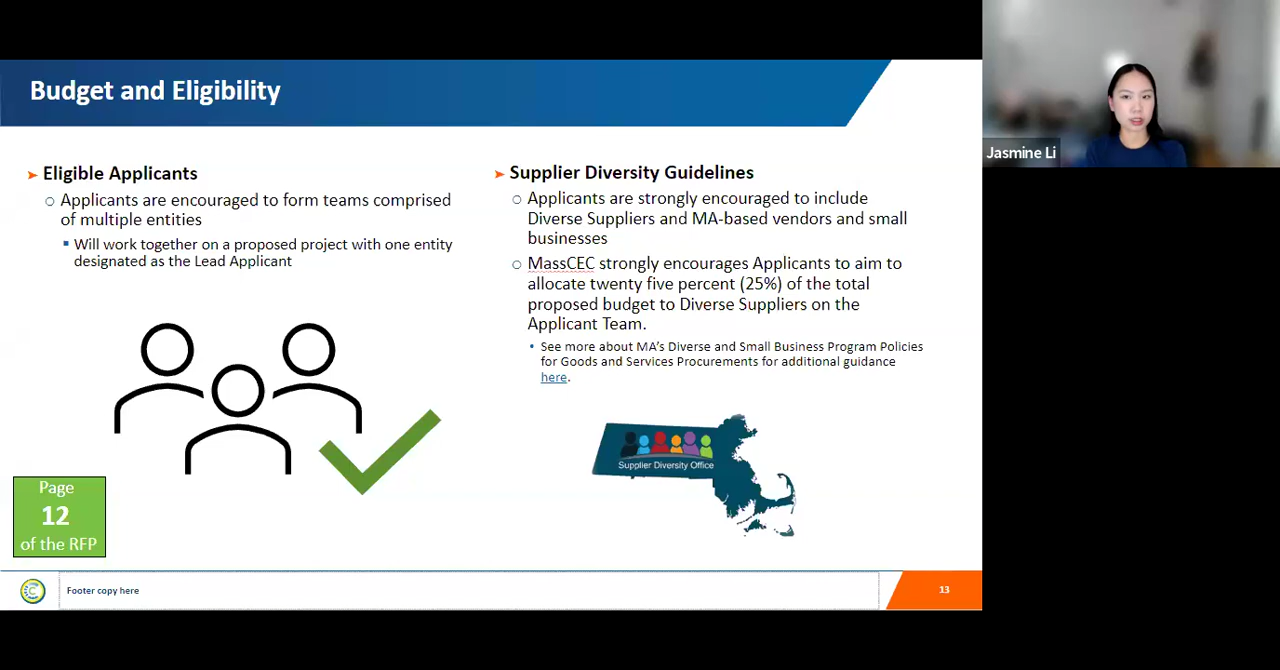 Budget and Eligibility
➤ Eligible Applicants
○ Applicants are encouraged to form teams comprised
of multiple entities
▪ Will work together on a proposed project with one entity
designated as the Lead Applicant
➤ Supplier Diversity Guidelines
○ Applicants are strongly encouraged to include
Diverse Suppliers and MA-based vendors and small
businesses
○ MassCEC strongly encourages Applicants to aim to
allocate twenty five percent (25%) of the total
proposed budget to Diverse Suppliers on the
Applicant Team.
• See more about MA's Diverse and Small Business Program Policies
for Goods and Services Procurements for additional guidance
here.
Supplier Diversity Office
Page
12
of the RFP
Footer copy here
13
Jasmine Li